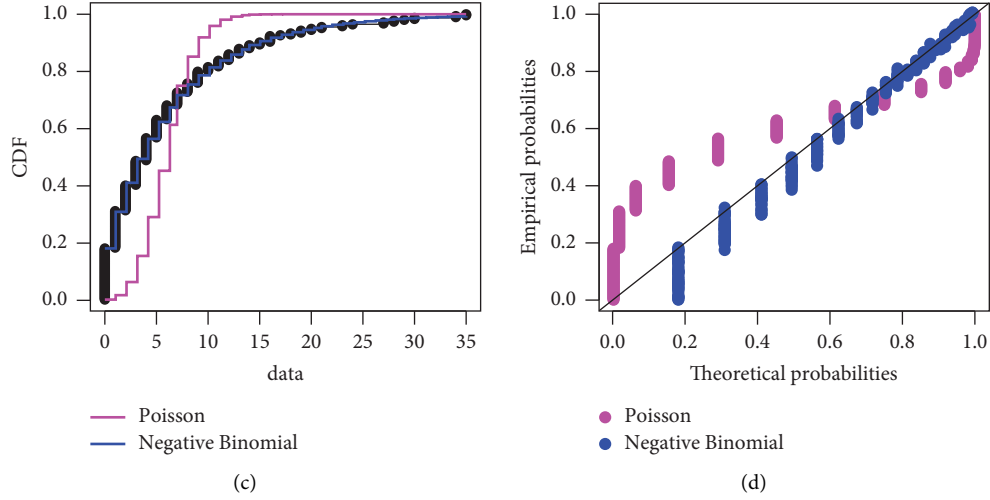 CDF
1.0
0.8
0.6
0.4
0.2
0.0
0 5 10 15 20 25 30 35
data
Poisson
Negative Binomial
(c)
Empirical probabilities
1.0
0.8
0.6
0.4
0.2
0.0
0.0 0.2 0.4 0.6 0.8 1.0
Theoretical probabilities
Poisson
Negative Binomial
(d)